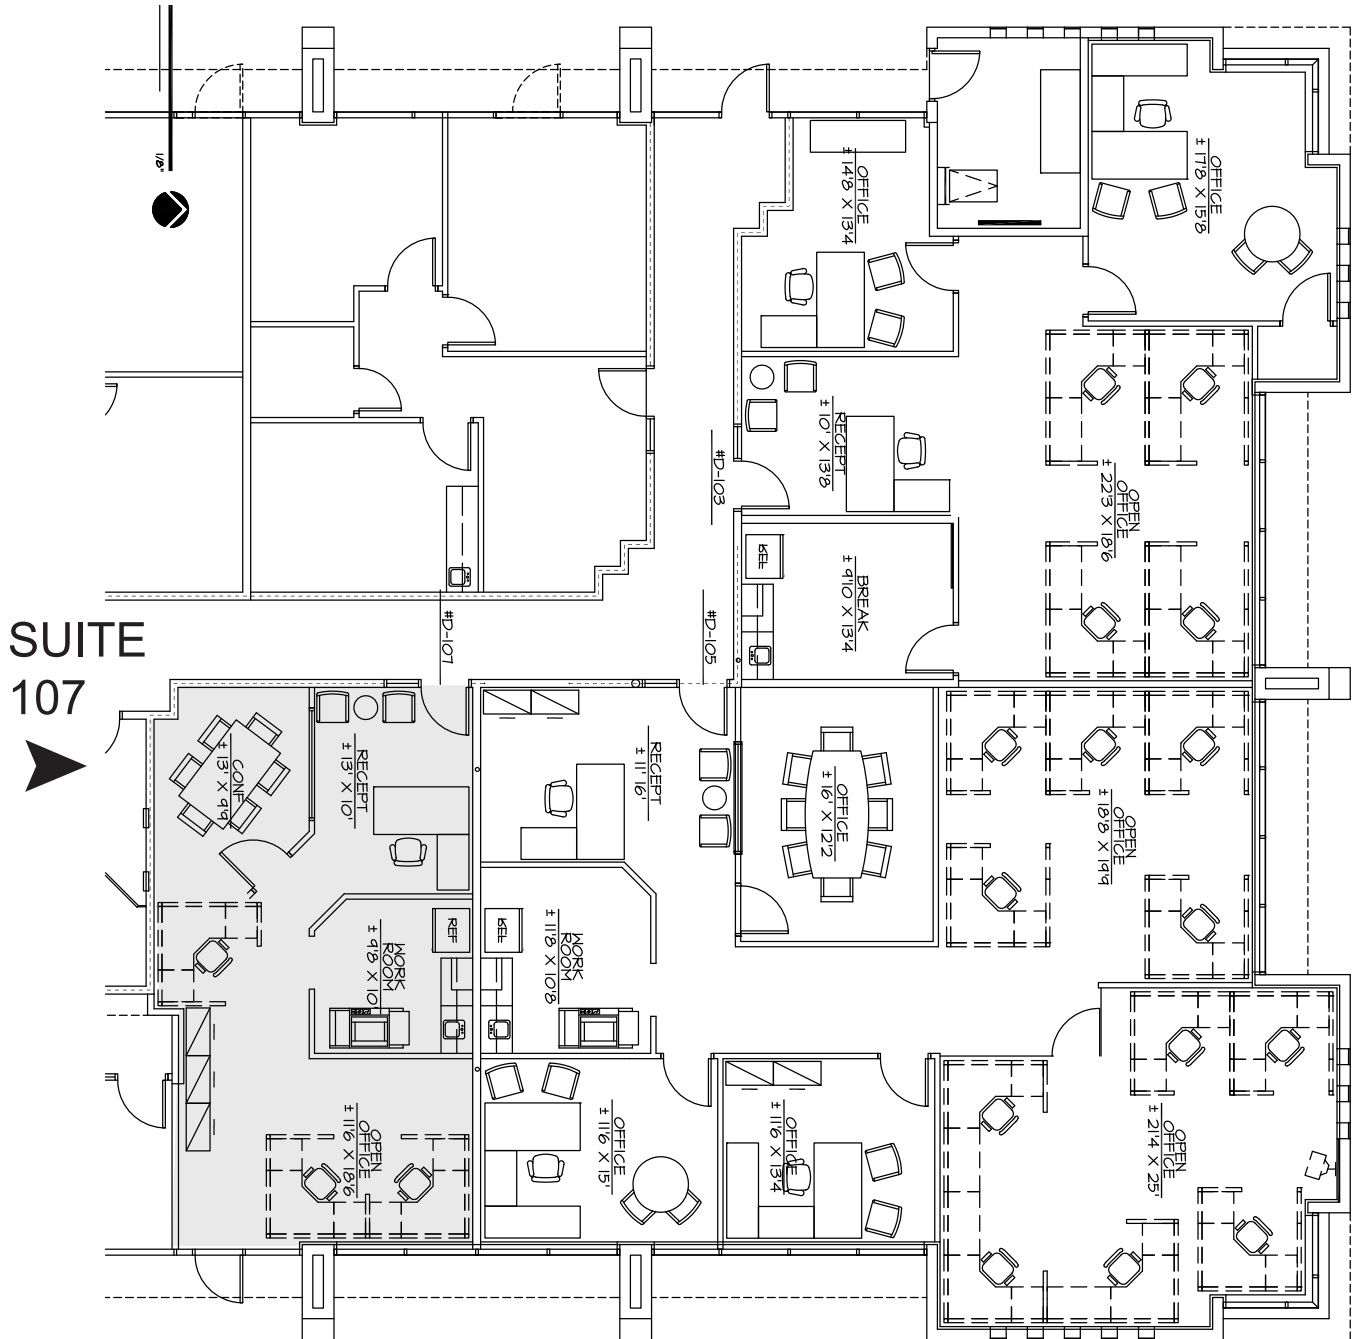 1/8"
OFFICE
± 14'8 X 13'4
OFFICE
± 17'8 X 15'8
RECEPT
± 10' X 13'8
#D-103
OPEN
OFFICE
± 22'3 X 18'6
REF
BREAK
± 9'10 X 13'4
#D-107
#D-105
SUITE
107
CONF
± 13' X 9'9
RECEPT
± 13' X 10'
RECEPT
± 11' 16'
OFFICE
± 16' X 12'2
OPEN
OFFICE
± 18'8 X 19'9
REF
REF
WORK
ROOM
± 9'8 X 10'
WORK
ROOM
± 11'8 X 10'8
OPEN
OFFICE
± 11'6 X 18'6
OFFICE
± 11'6 X 15'
OFFICE
± 11'6 X 13'4
OPEN
OFFICE
± 21'4 X 25'